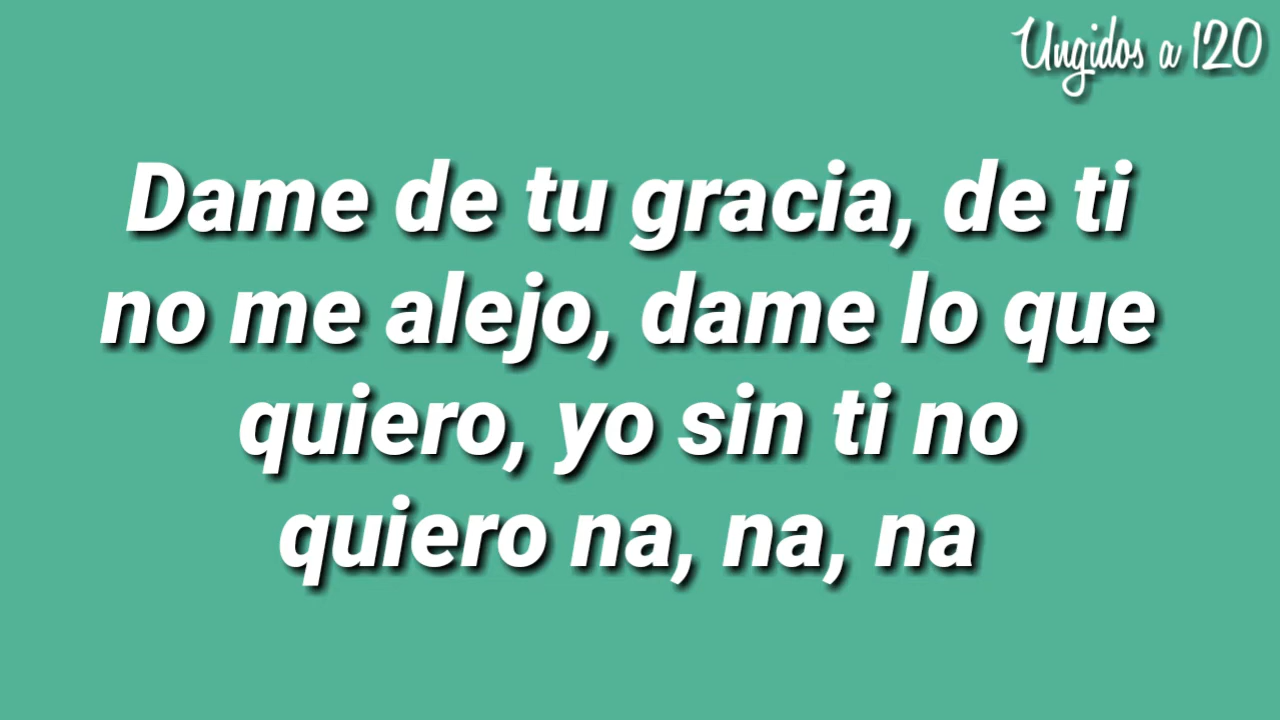 Ungidos a 120
Dame de tu gracia, de ti
no me alejo, dame lo que
quiero, yo sin ti no
quiero na, na, na